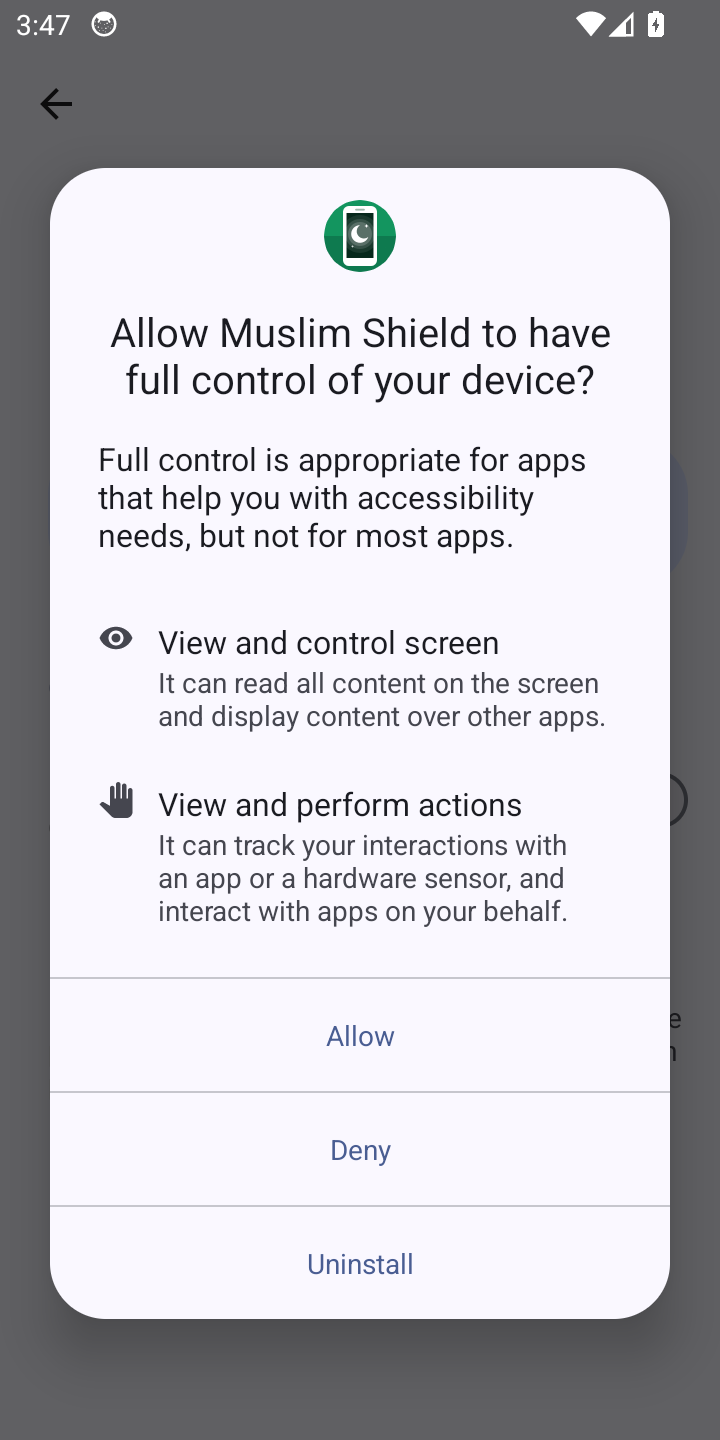 3:47
Allow Muslim Shield to have
full control of your device?
Full control is appropriate for apps
that help you with accessibility
needs, but not for most apps.
View and control screen
It can read all content on the screen
and display content over other apps.
View and perform actions
It can track your interactions with
an app or a hardware sensor, and
interact with apps on your behalf.
Allow
Deny
Uninstall